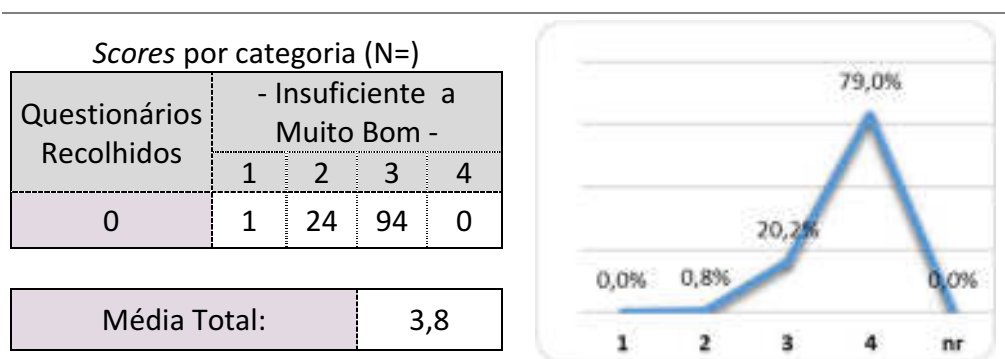 Scores por categoria (N=)
Questionários Recolhidos
- Insuficiente a Muito Bom -
1 2 3 4
0 1 24 94 0
Média Total: 3,8
79,0%
20,2%
0,0% 0,8% 0,0%
1 2 3 4 nr